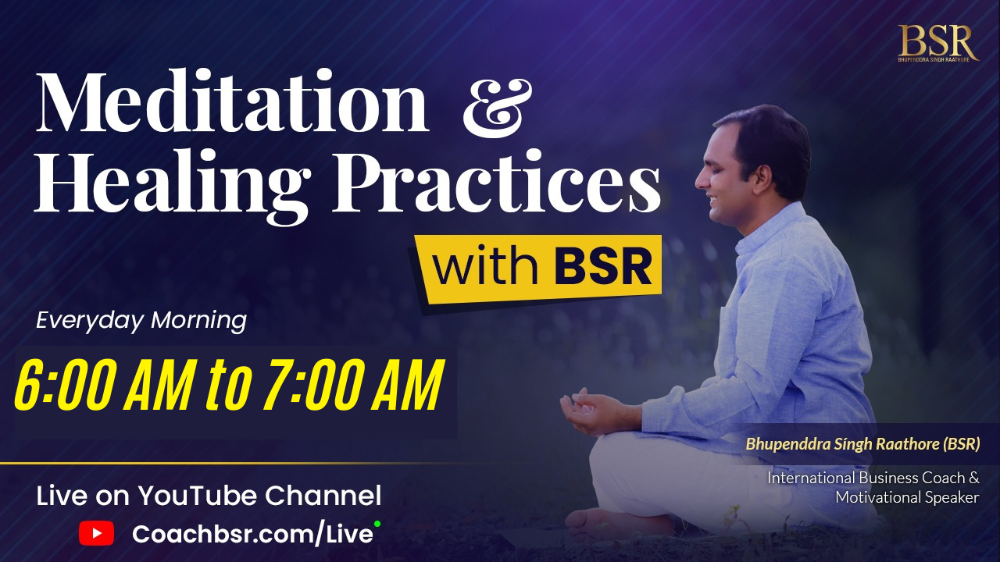 BSR
BHUPENDDRA SINGH RAATHORE
Meditation &
Healing Practices
with BSR
Everyday Morning
6:00 AM to 7:00 AM
Bhupenddra Singh Raathore (BSR)
International Business Coach &
Motivational Speaker
Live on YouTube Channel
Coachbsr.com/Live